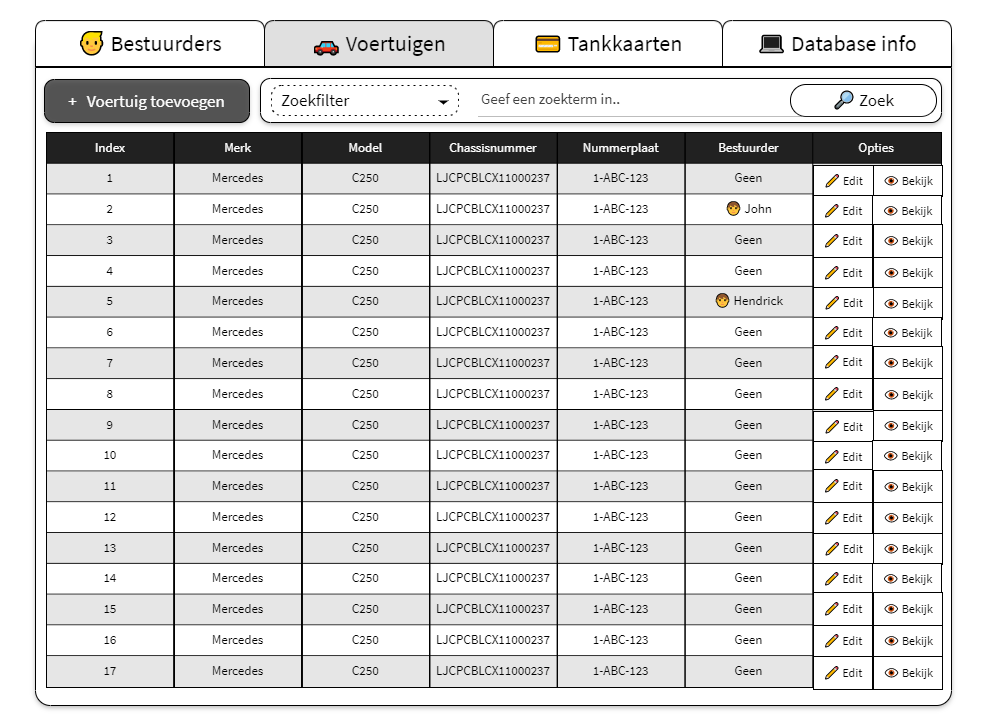 Bestuurders Voertuigen Tankkaarten Database info
+ Voertuig toevoegen Zoekfilter Geef een zoekterm in.. Zoek
Index Merk Model Chassisnummer Nummerplaat Bestuurder Opties
1 Mercedes C250 LJCPCBLCX11000237 1-ABC-123 Geen Edit Bekijk
2 Mercedes C250 LJCPCBLCX11000237 1-ABC-123 John Edit Bekijk
3 Mercedes C250 LJCPCBLCX11000237 1-ABC-123 Geen Edit Bekijk
4 Mercedes C250 LJCPCBLCX11000237 1-ABC-123 Geen Edit Bekijk
5 Mercedes C250 LJCPCBLCX11000237 1-ABC-123 Hendrick Edit Bekijk
6 Mercedes C250 LJCPCBLCX11000237 1-ABC-123 Geen Edit Bekijk
7 Mercedes C250 LJCPCBLCX11000237 1-ABC-123 Geen Edit Bekijk
8 Mercedes C250 LJCPCBLCX11000237 1-ABC-123 Geen Edit Bekijk
9 Mercedes C250 LJCPCBLCX11000237 1-ABC-123 Geen Edit Bekijk
10 Mercedes C250 LJCPCBLCX11000237 1-ABC-123 Geen Edit Bekijk
11 Mercedes C250 LJCPCBLCX11000237 1-ABC-123 Geen Edit Bekijk
12 Mercedes C250 LJCPCBLCX11000237 1-ABC-123 Geen Edit Bekijk
13 Mercedes C250 LJCPCBLCX11000237 1-ABC-123 Geen Edit Bekijk
14 Mercedes C250 LJCPCBLCX11000237 1-ABC-123 Geen Edit Bekijk
15 Mercedes C250 LJCPCBLCX11000237 1-ABC-123 Geen Edit Bekijk
16 Mercedes C250 LJCPCBLCX11000237 1-ABC-123 Geen Edit Bekijk
17 Mercedes C250 LJCPCBLCX11000237 1-ABC-123 Geen Edit Bekijk